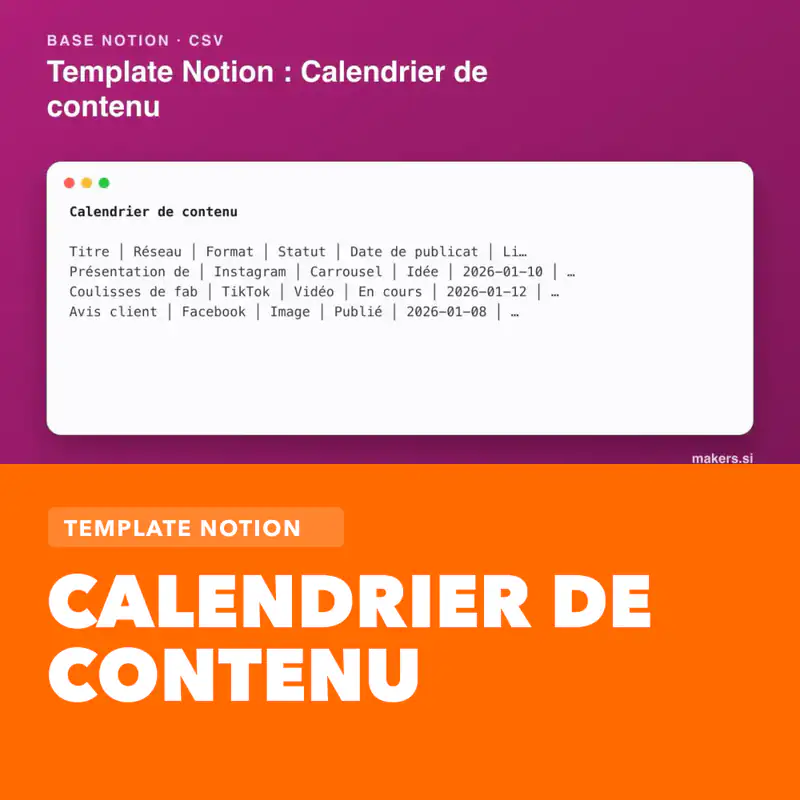 BASE NOTION · CSV
Template Notion : Calendrier de
contenu
Calendrier de contenu
Titre | Réseau | Format | Statut | Date de publicat | Li…
Présentation de | Instagram | Carrousel | Idée | 2026-01-10 | …
Coulisses de fab | TikTok | Vidéo | En cours | 2026-01-12 | …
Avis client | Facebook | Image | Publié | 2026-01-08 | …
makers.si
TEMPLATE NOTION
CALENDRIER DE
CONTENU